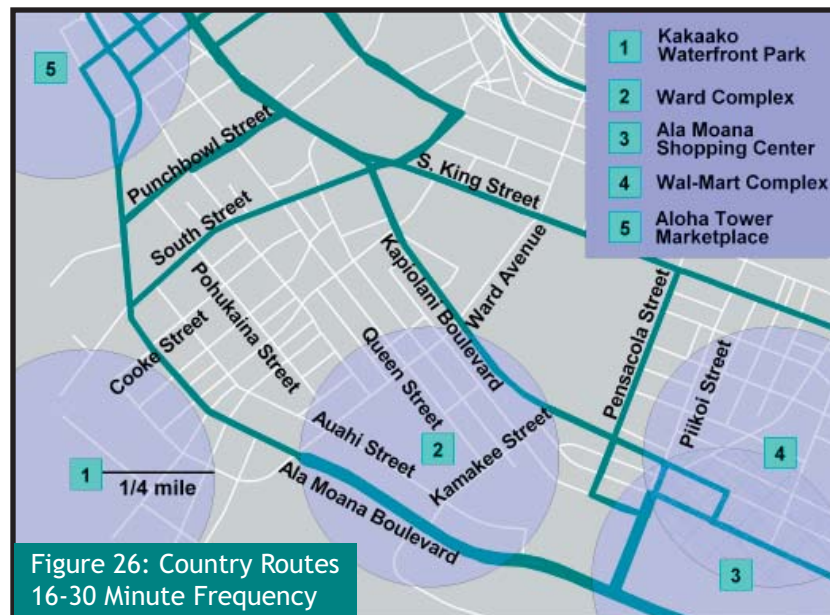 5
1
Kakaako
Waterfront Park
2
Ward Complex
3
Ala Moana
Shopping Center
4
Wal-Mart Complex
5
Aloha Tower
Marketplace
Punchbowl Street
S. King Street
South Street
Kapiolani Boulevard
Ward Avenue
Pohukaina Street
Cooke Street
Queen Street
Pensacola Street
Piikoi Street
Auahi Street
2
Kamakee Street
4
1
1/4 mile
Ala Moana Boulevard
3
Figure 26: Country Routes
16-30 Minute Frequency